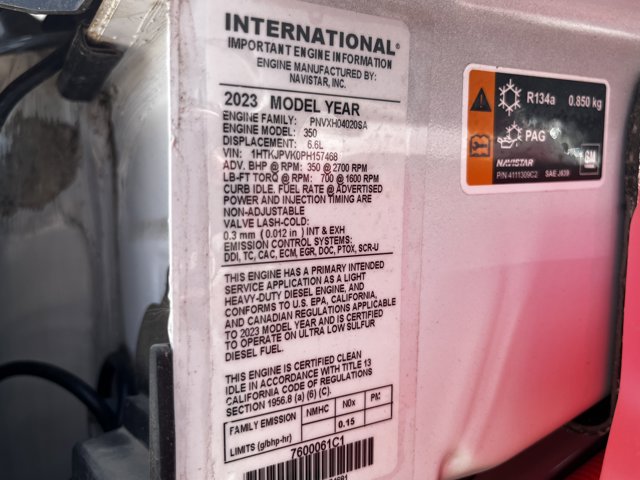 INTERNATIONAL®
IMPORTANT ENGINE INFORMATION
ENGINE MANUFACTURED BY:
NAVISTAR, INC.
2023 MODEL YEAR
ENGINE FAMILY: PNVXH04020SA
ENGINE MODEL: 350
DISPLACEMENT: 6.6L
VIN: 1HTKJPVK0PH157468
ADV. BHP @ RPM: 350 @ 2700 RPM
LB-FT TORQ @ RPM: 700 @ 1600 RPM
CURB IDLE. FUEL RATE @ ADVERTISED
POWER AND INJECTION TIMING ARE
NON-ADJUSTABLE
VALVE LASH-COLD:
0.3 mm (0.012 in) INT & EXH
EMISSION CONTROL SYSTEMS:
DDI, TC, CAC, ECM, EGR, DOC, PTOX, SCR-U
THIS ENGINE HAS A PRIMARY INTENDED
SERVICE APPLICATION AS A LIGHT
HEAVY-DUTY DIESEL ENGINE, AND
CONFORMS TO U.S. EPA, CALIFORNIA,
AND CANADIAN REGULATIONS APPLICABLE
TO 2023 MODEL YEAR AND IS CERTIFIED
TO OPERATE ON ULTRA LOW SULFUR
DIESEL FUEL.
THIS ENGINE IS CERTIFIED CLEAN
IDLE IN ACCORDANCE WITH TITLE 13
CALIFORNIA CODE OF REGULATIONS
SECTION 1956.8 (a) (6) (C).
FAMILY EMISSION NMHC N0x PM
LIMITS (g/bhp-hr) 0.15
7600061C1
R134a 0.850 kg
PAG
NAVISTAR GM
P/N 4111309C2 SAE J639